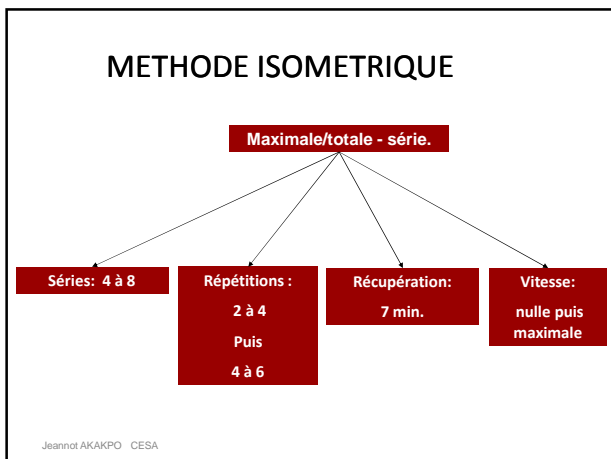 METHODE ISOMETRIQUE
Maximale/totale - série.
Séries: 4 à 8
Répétitions :
2 à 4
Puis
4 à 6
Récupération:
7 min.
Vitesse:
nulle puis
maximale
Jeannot AKAKPO CESA